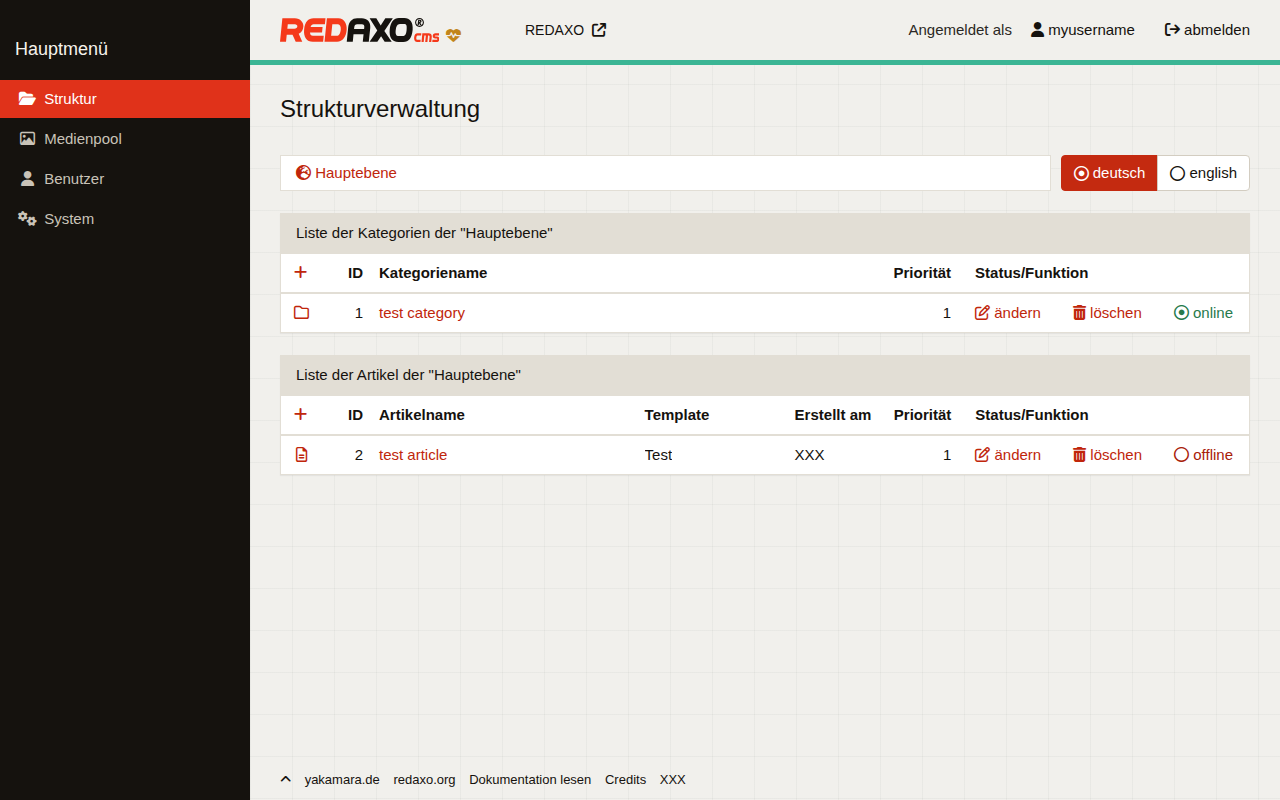 Hauptmenü
Struktur
Medienpool
Benutzer
System
REDAXO® cms
REDAXO
Angemeldet als myusername abmelden
Strukturverwaltung
Hauptebene
deutsch english
Liste der Kategorien der "Hauptebene"
+ ID Kategoriename Priorität Status/Funktion
1 test category 1 ändern löschen online
Liste der Artikel der "Hauptebene"
+ ID Artikelname Template Erstellt am Priorität Status/Funktion
2 test article Test XXX 1 ändern löschen offline
yakamara.de redaxo.org Dokumentation lesen Credits XXX